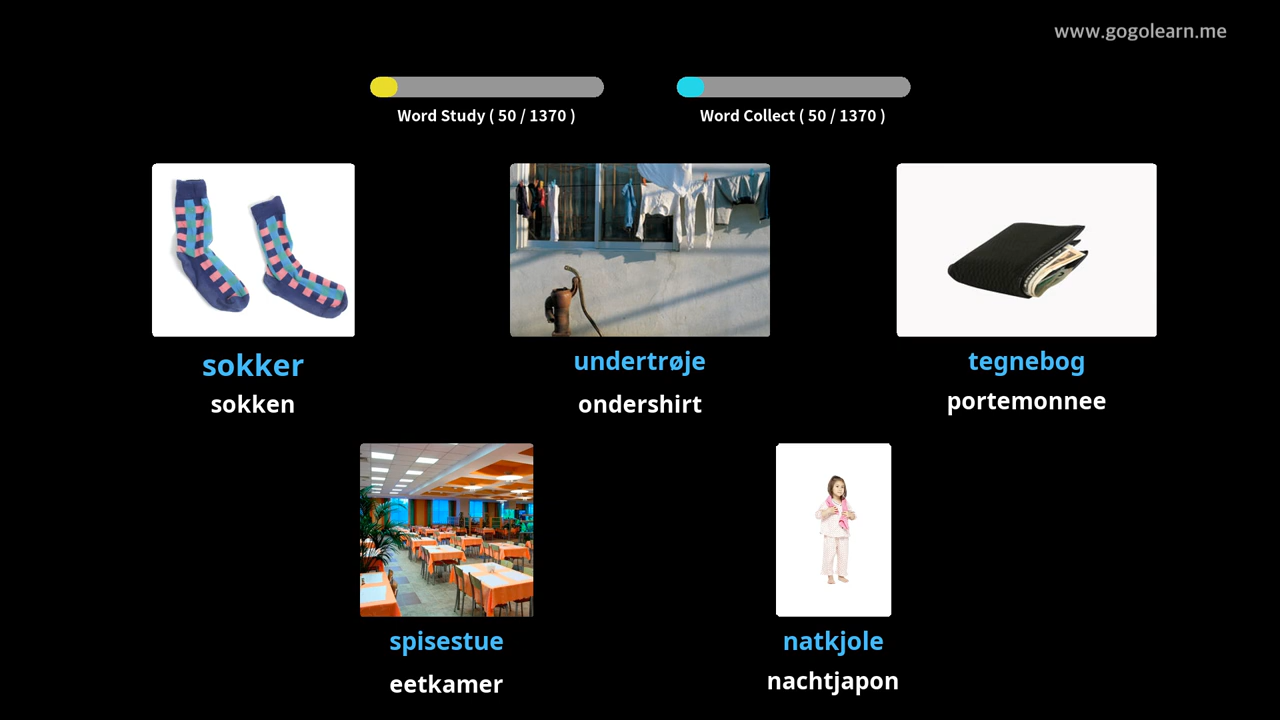 www.gogolearn.me
Word Study ( 50 / 1370 )
Word Collect ( 50 / 1370 )
sokker
sokken
undertrøje
ondershirt
tegnebog
portemonnee
spisestue
eetkamer
natkjole
nachtjapon